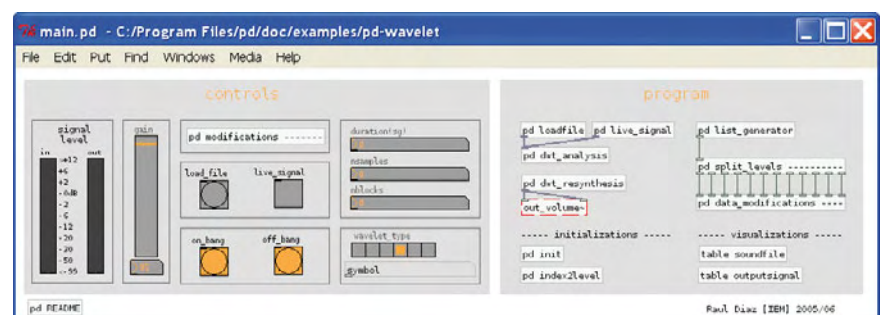 main.pd - C:/Program Files/pd/doc/examples/pd-wavelet
File Edit Put Find Windows Media Help
controls
signal
level
in out
+12
+6
+2
-0dB
-2
-6
-12
-20
-30
-50
-99
gain
pd modifications -------
load_file live_signal
on_bang off_bang
duration(sg)
nsamples
nblocks
wavelet_type
symbol
program
pd loadfile pd live_signal
pd dwt_analysis
pd dwt_resynthesis
out_volume~
----- initializations -----
pd init
pd index2level
pd list_generator
pd split_levels ---------
pd data_modifications ----
----- visualizations -----
table soundfile
table outputsignal
pd README
Raul Diaz [IEM] 2005/06